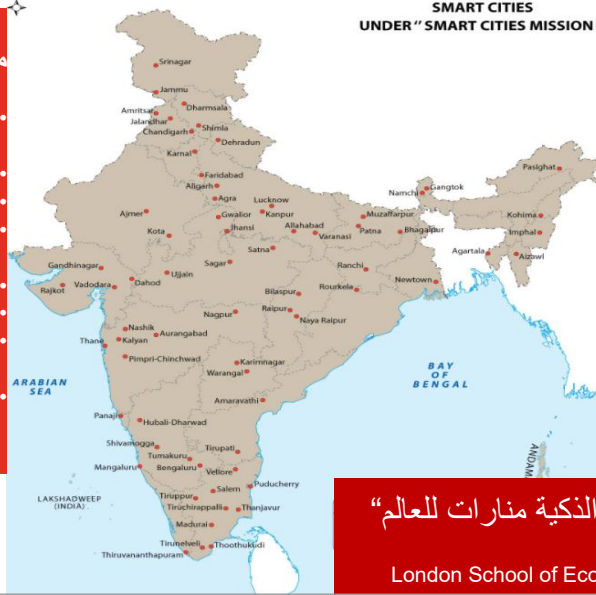 SMART CITIES
UNDER “SMART CITIES MISSION
Srinagar
Jammu
Dharmsala
Amritsar
Jalandhar
Shimla
Chandigarh
Dehradun
Karnal
Pasighat
Faridabad
Aligarh
Namchi
Gangtok
Agra
Lucknow
Ajmer
Gwalior
Kanpur
Muzaffarpur
Kohima
Kota
Jhansi
Allahabad
Varanasi
Patna
Bhagalpur
Imphal
Satna
Agartala
Aizawl
Gandhinagar
Sagar
Ranchi
Ujjain
Rajkot
Vadodara
Dahod
Bilaspur
Rourkela
Newtown
Nagpur
Raipur
Naya Raipur
Nashik
Aurangabad
Thane
Kalyan
Pimpri-Chinchwad
Karimnagar
Warangal
BAY
OF
BENGAL
ARABIAN
SEA
Amaravathi
Panaji
Hubali-Dharwad
Shivamogga
Tirupati
Tumakuru
Mangaluru
Bengaluru
Vellore
ANDAM
LAKSHADWEEP
(INDIA)
Tiruppur
Salem
Puducherry
Tiruchirappalli
Thanjavur
Madurai
Tirunelveli
Thoothukudi
Thiruvananthapuram
الذكية منارات للعالم“
London School of Eco